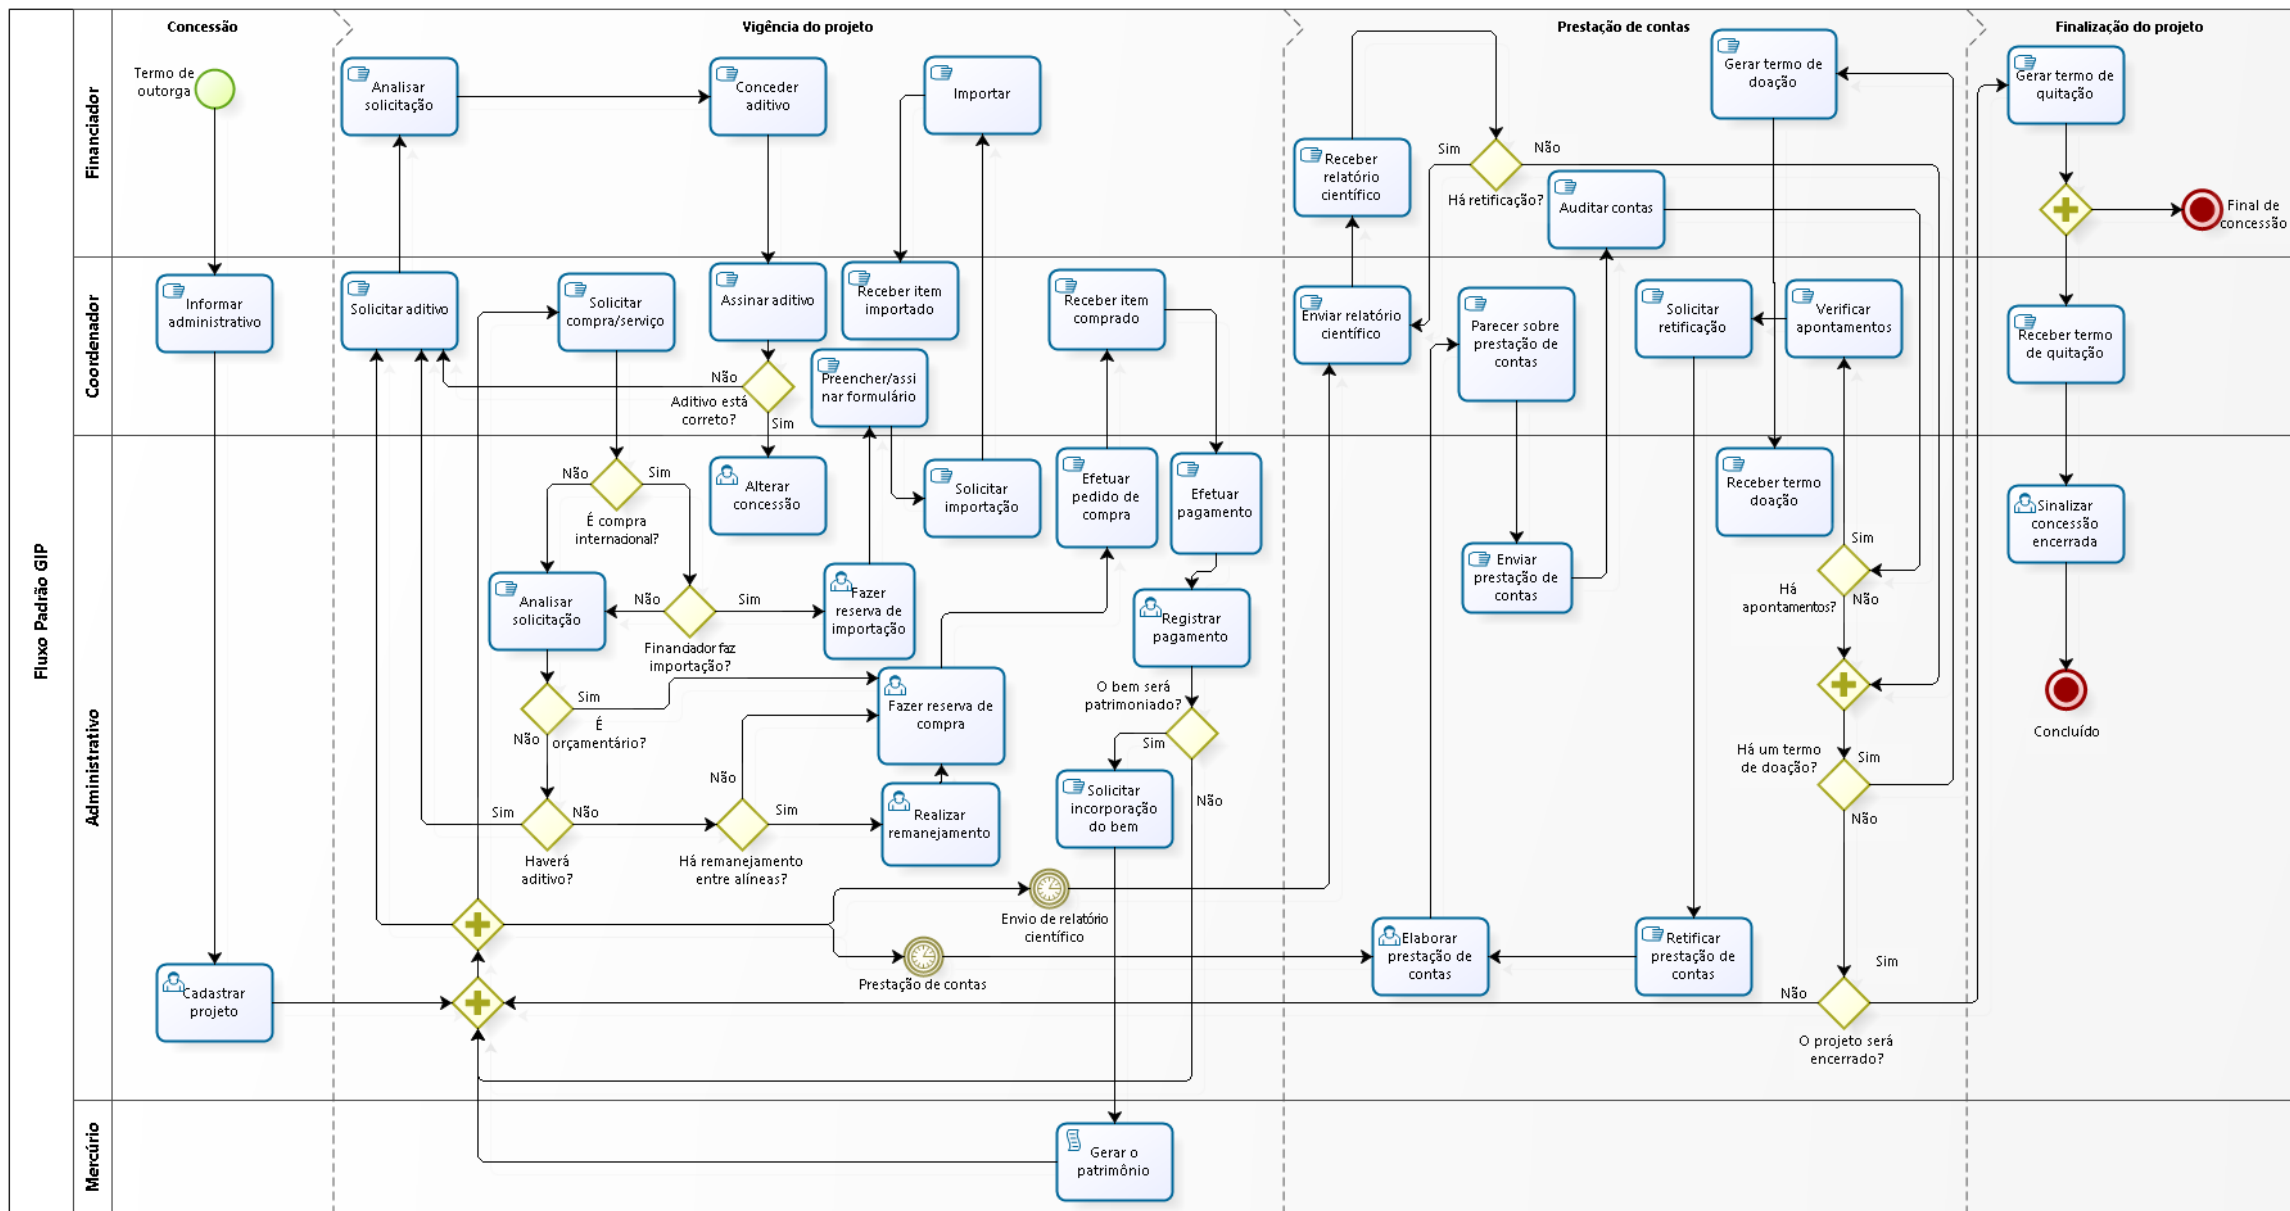 Fluxo Padrão GIP
Concessão
Vigência do projeto
Prestação de contas
Finalização do projeto
Financiador
Termo de
outorga
Analisar
solicitação
Conceder
aditivo
Importar
Receber
relatório
científico
Sim
Não
Há retificação?
Auditar contas
Gerar termo de
doação
Gerar termo de
quitação
Final de
concessão
Coordenador
Informar
administrativo
Solicitar aditivo
Solicitar
compra/serviço
Assinar aditivo
Não
Aditivo está
correto?
Sim
Receber item
importado
Preencher/assi
nar formulário
Receber item
comprado
Enviar relatório
científico
Parecer sobre
prestação de
contas
Solicitar
retificação
Verificar
apontamentos
Receber termo
de quitação
Administrativo
Não
Sim
É compra
internacional?
Alterar
concessão
Solicitar
importação
Efetuar
pedido de
compra
Efetuar
pagamento
Analisar
solicitação
Não
Sim
Financiador faz
importação?
Fazer
reserva de
importação
Registrar
pagamento
Sim
É
orçamentário?
Não
Fazer reserva de
compra
O bem será
patrimoniado?
Sim
Não
Sim
Não
Haverá
aditivo?
Não
Sim
Há remanejamento
entre alíneas?
Realizar
remanejamento
Solicitar
incorporação
do bem
Envio de relatório
científico
Prestação de contas
Cadastrar
projeto
Enviar
prestação de
contas
Receber termo
doação
Sim
Há
apontamentos?
Não
Há um termo
de doação?
Sim
Não
Elaborar
prestação de
contas
Retificar
prestação de
contas
Sim
Não
O projeto será
encerrado?
Sinalizar
concessão
encerrada
Concluído
Mercúrio
Gerar o
patrimônio